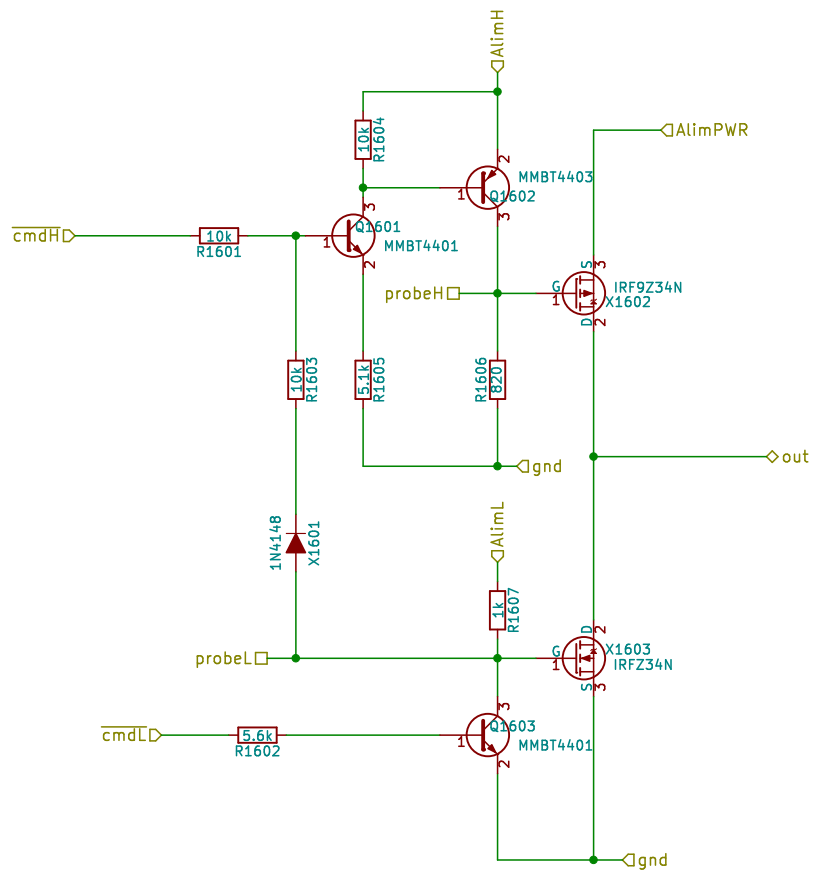 AlimH
AlimPWR
10k
R1604
2
MMBT4403
1
Q1602
3
3
Q1601
cmdH
10k
R1601
1
MMBT4401
2
S
3
probeH
G
1
IRF9Z34N
X1602
D
2
10k
R1603
5.1k
R1605
R1606
820
gnd
out
AlimL
1N4148
X1601
1k
R1607
D
2
probeL
G
1
X1603
IRFZ34N
S
3
3
Q1603
cmdL
5.6k
R1602
1
MMBT4401
2
gnd